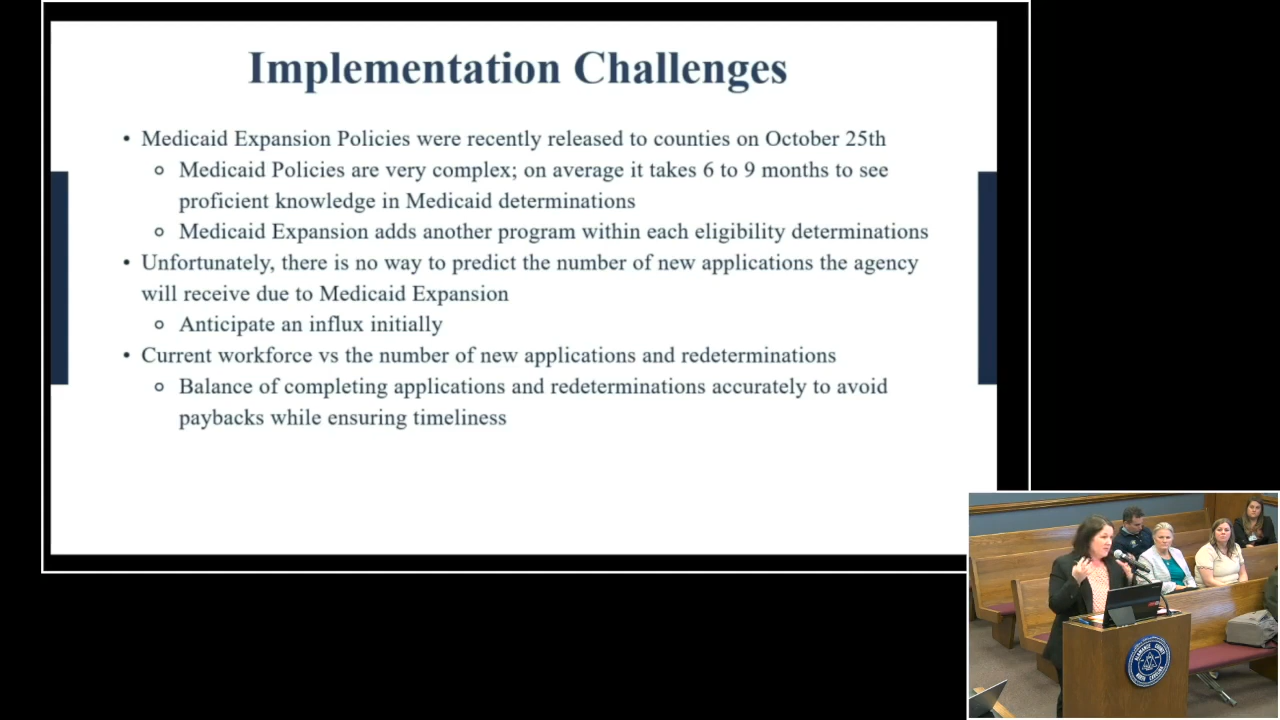 Implementation Challenges
• Medicaid Expansion Policies were recently released to counties on October 25th
○ Medicaid Policies are very complex; on average it takes 6 to 9 months to see
proficient knowledge in Medicaid determinations
○ Medicaid Expansion adds another program within each eligibility determinations
• Unfortunately, there is no way to predict the number of new applications the agency
will receive due to Medicaid Expansion
○ Anticipate an influx initially
• Current workforce vs the number of new applications and redeterminations
○ Balance of completing applications and redeterminations accurately to avoid
paybacks while ensuring timeliness
ALAMANCE COUNTY
NORTH CAROLINA